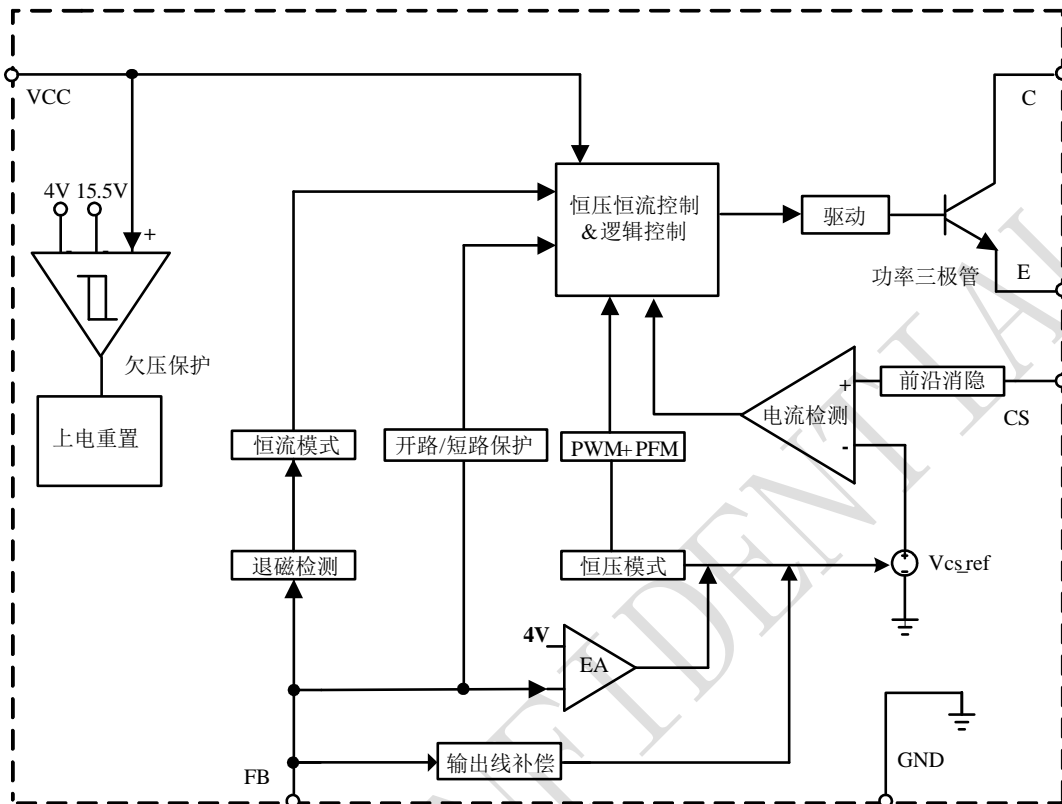 VCC
C
4V 15.5V
+
-
-
恒压恒流控制
&逻辑控制
驱动
功率三极管
E
欠压保护
上电重置
恒流模式
开路/短路保护
PWM+PFM
电流检测
+
-
前沿消隐
CS
退磁检测
恒压模式
+
-
Vcs_ref
4V
EA
FB
输出线补偿
GND
NFIDENTIAL